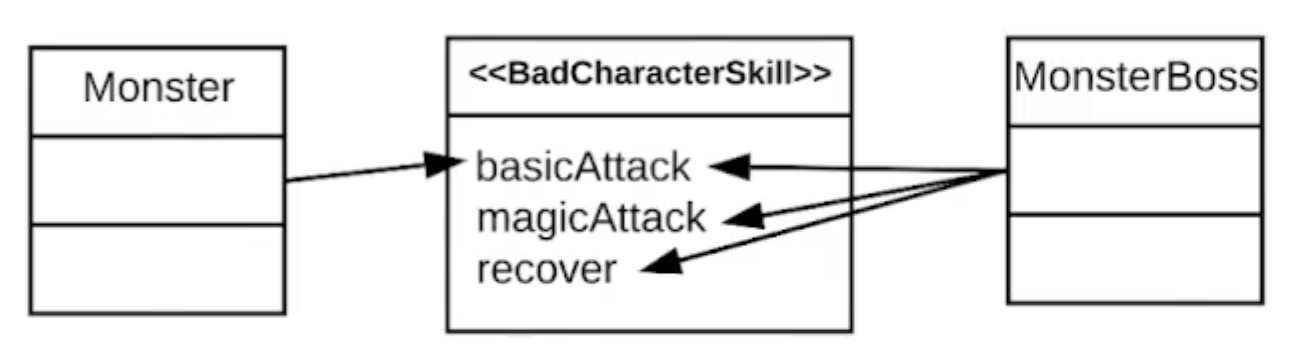 Monster
<<BadCharacterSkill>>
basicAttack
magicAttack
recover
MonsterBoss